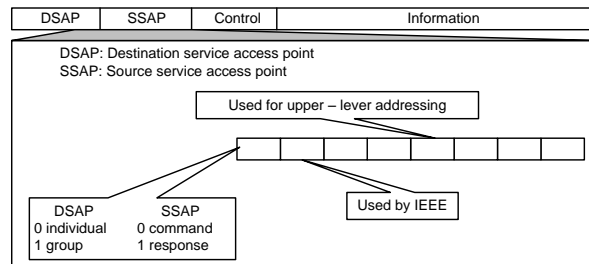 DSAP SSAP Control Information
DSAP: Destination service access point
SSAP: Source service access point
Used for upper – lever addressing
DSAP SSAP
0 individual 0 command
1 group 1 response
Used by IEEE